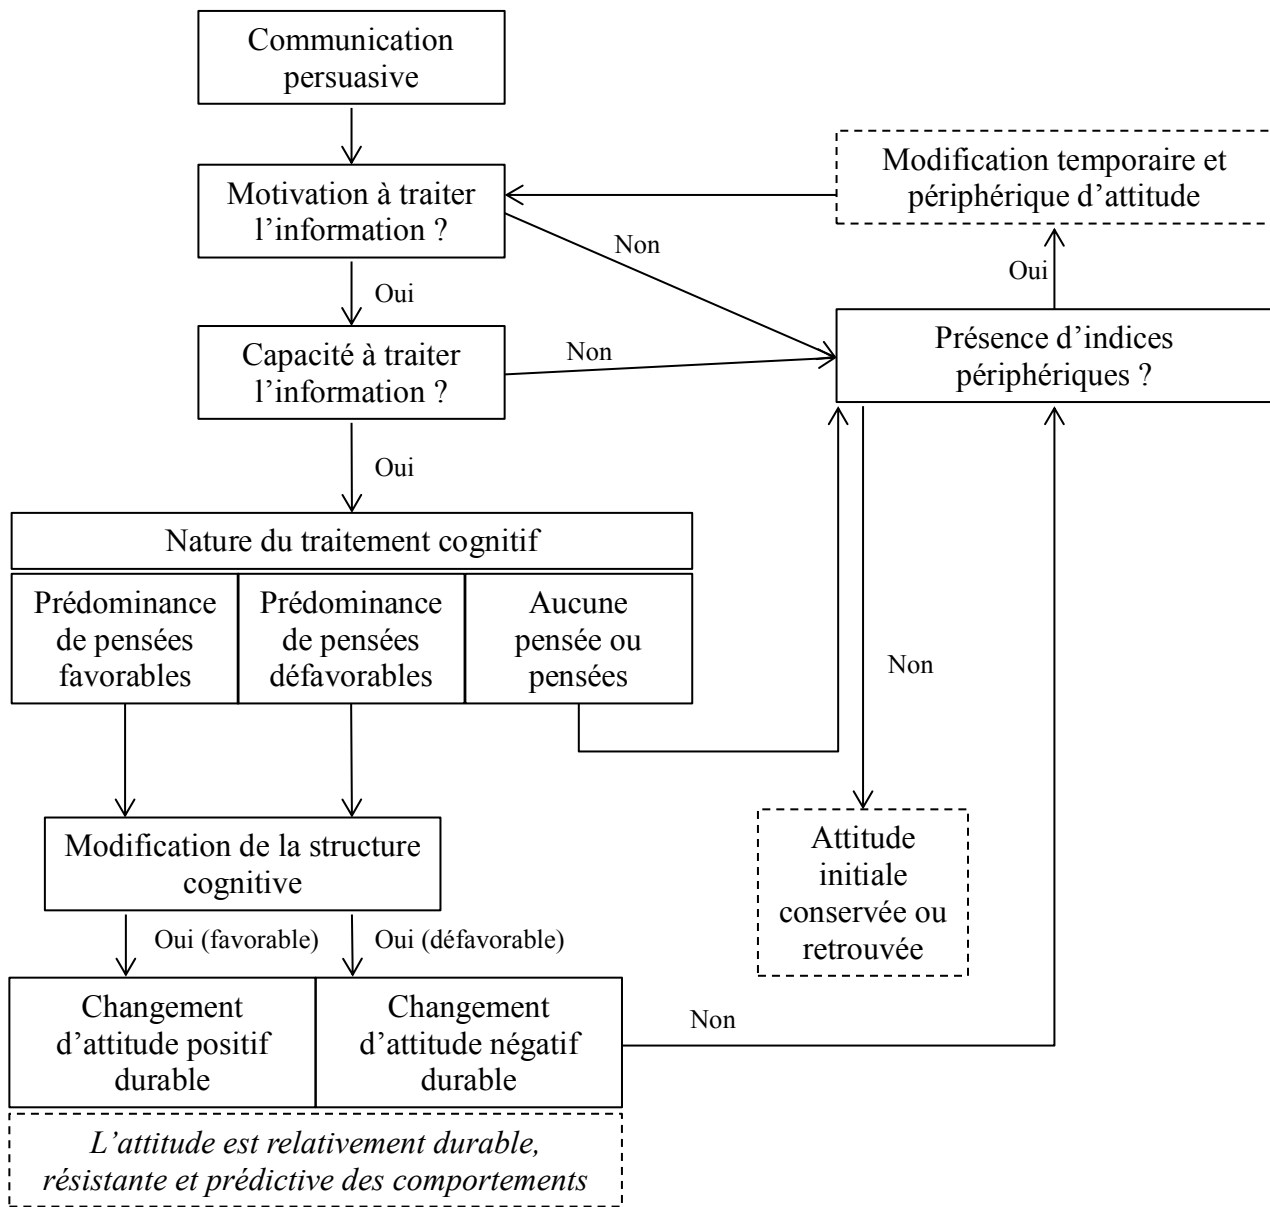 Communication
persuasive
Modification temporaire et
périphérique d’attitude
Motivation à traiter
l’information ?
Non
Oui
Oui
Présence d’indices
périphériques ?
Capacité à traiter
l’information ?
Non
Oui
Nature du traitement cognitif
Prédominance
de pensées
favorables
Prédominance
de pensées
défavorables
Aucune
pensée ou
pensées
Non
Modification de la structure
cognitive
Attitude
initiale
conservée ou
retrouvée
Oui (favorable)
Oui (défavorable)
Changement
d’attitude positif
durable
Changement
d’attitude négatif
durable
Non
L’attitude est relativement durable,
résistante et prédictive des comportements